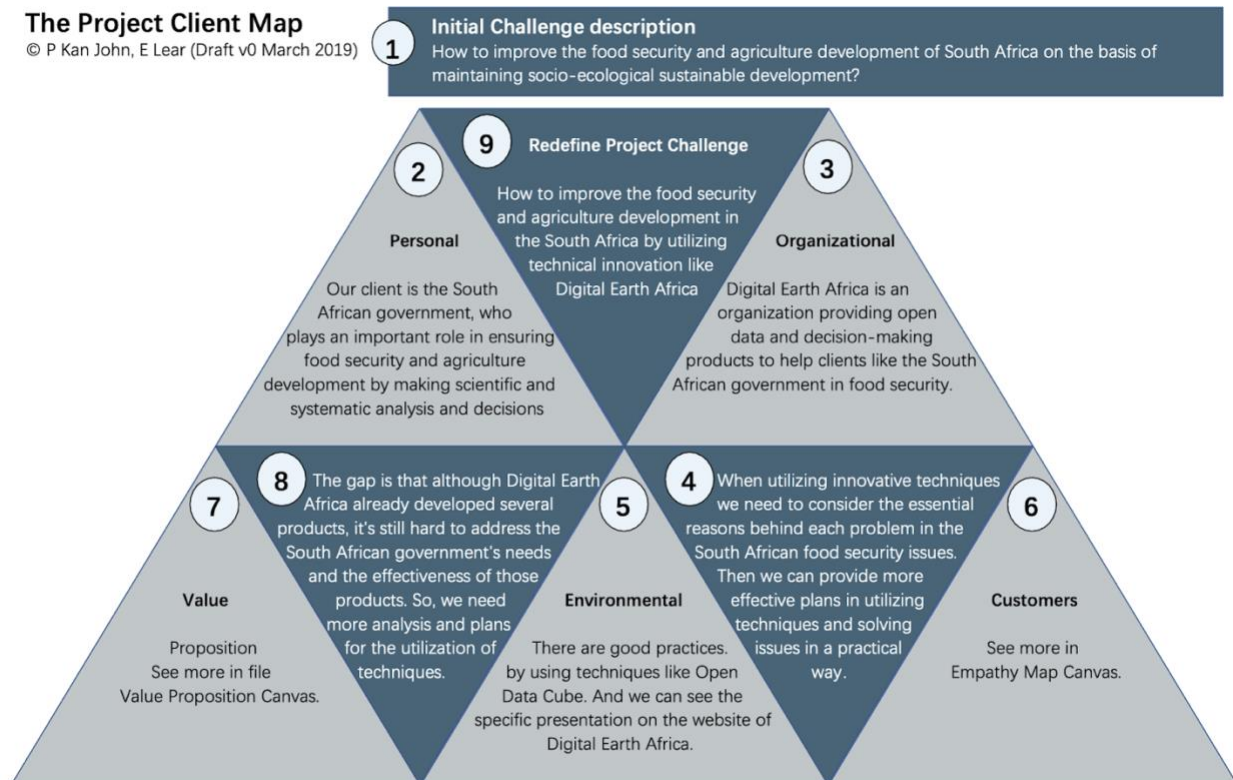 The Project Client Map
© P Kan John, E Lear (Draft v0 March 2019)
1
Initial Challenge description
How to improve the food security and agriculture development of South Africa on the basis of
maintaining socio-ecological sustainable development?
2
Personal
Our client is the South
African government, who
plays an important role in ensuring
food security and agriculture
development by making scientific and
systematic analysis and decisions
9
Redefine Project Challenge
How to improve the food security
and agriculture development in
the South Africa by utilizing
technical innovation like
Digital Earth Africa
3
Organizational
Digital Earth Africa is an
organization providing open
data and decision-making
products to help clients like the South
African government in food security.
7
Value
Proposition
See more in file
Value Proposition Canvas.
8
The gap is that although Digital Earth
Africa already developed several
products, it's still hard to address the
South African government's needs
and the effectiveness of those
products. So, we need
more analysis and plans
for the utilization of
techniques.
5
Environmental
There are good practices.
by using techniques like Open
Data Cube. And we can see the
specific presentation on the website of
Digital Earth Africa.
4
When utilizing innovative techniques
we need to consider the essential
reasons behind each problem in the
South African food security issues.
Then we can provide more
effective plans in utilizing
techniques and solving
issues in a practical
way.
6
Customers
See more in
Empathy Map Canvas.